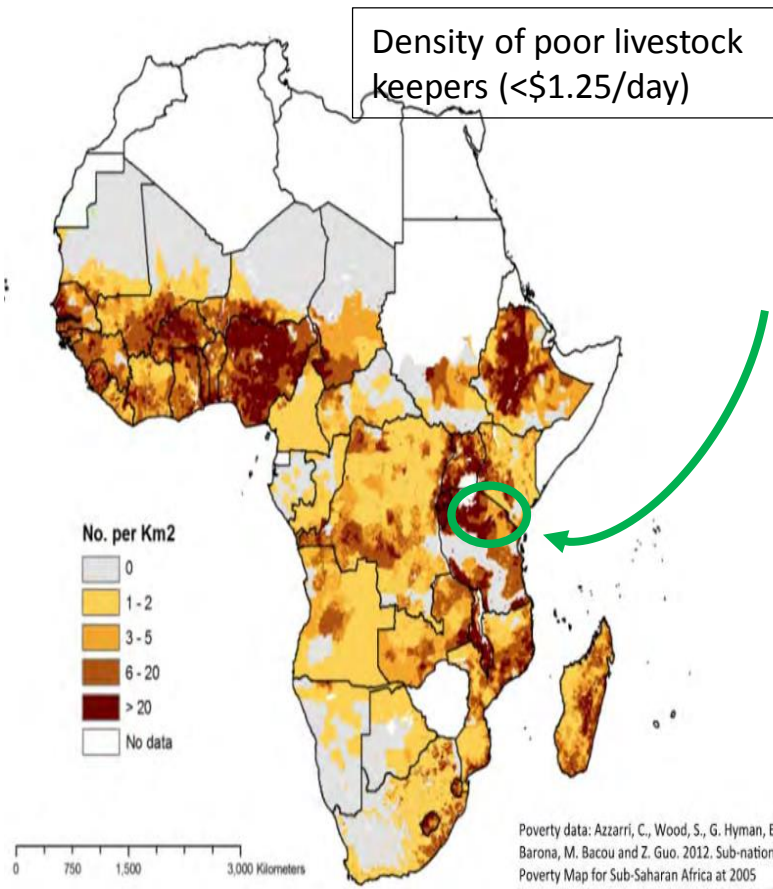 Density of poor livestock
keepers (<$1.25/day)
No. per Km2
0
1 - 2
3 - 5
6 - 20
> 20
No data
0 750 1,500 3,000 Kilometers
Poverty data: Azzarri, C., Wood, S., G. Hyman, E
Barona, M. Bacou and Z. Guo. 2012. Sub-nation
Poverty Map for Sub-Saharan Africa at 2005